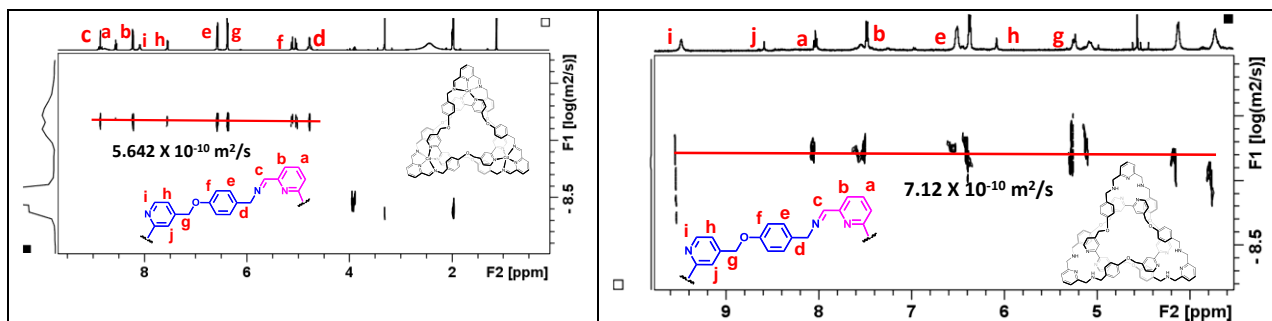 c a b i h e g f d
F1 [log(m2/s)]
5.642 X 10-10 m2/s
- 8.5
i h f e c b a
N O N N
j g d
8 6 4 2 F2 [ppm]
i j a b e h g
F1 [log(m2/s)]
7.12 X 10-10 m2/s
- 8.5
i h f e c b a
N O N N
j g d
9 8 7 6 5 F2 [ppm]